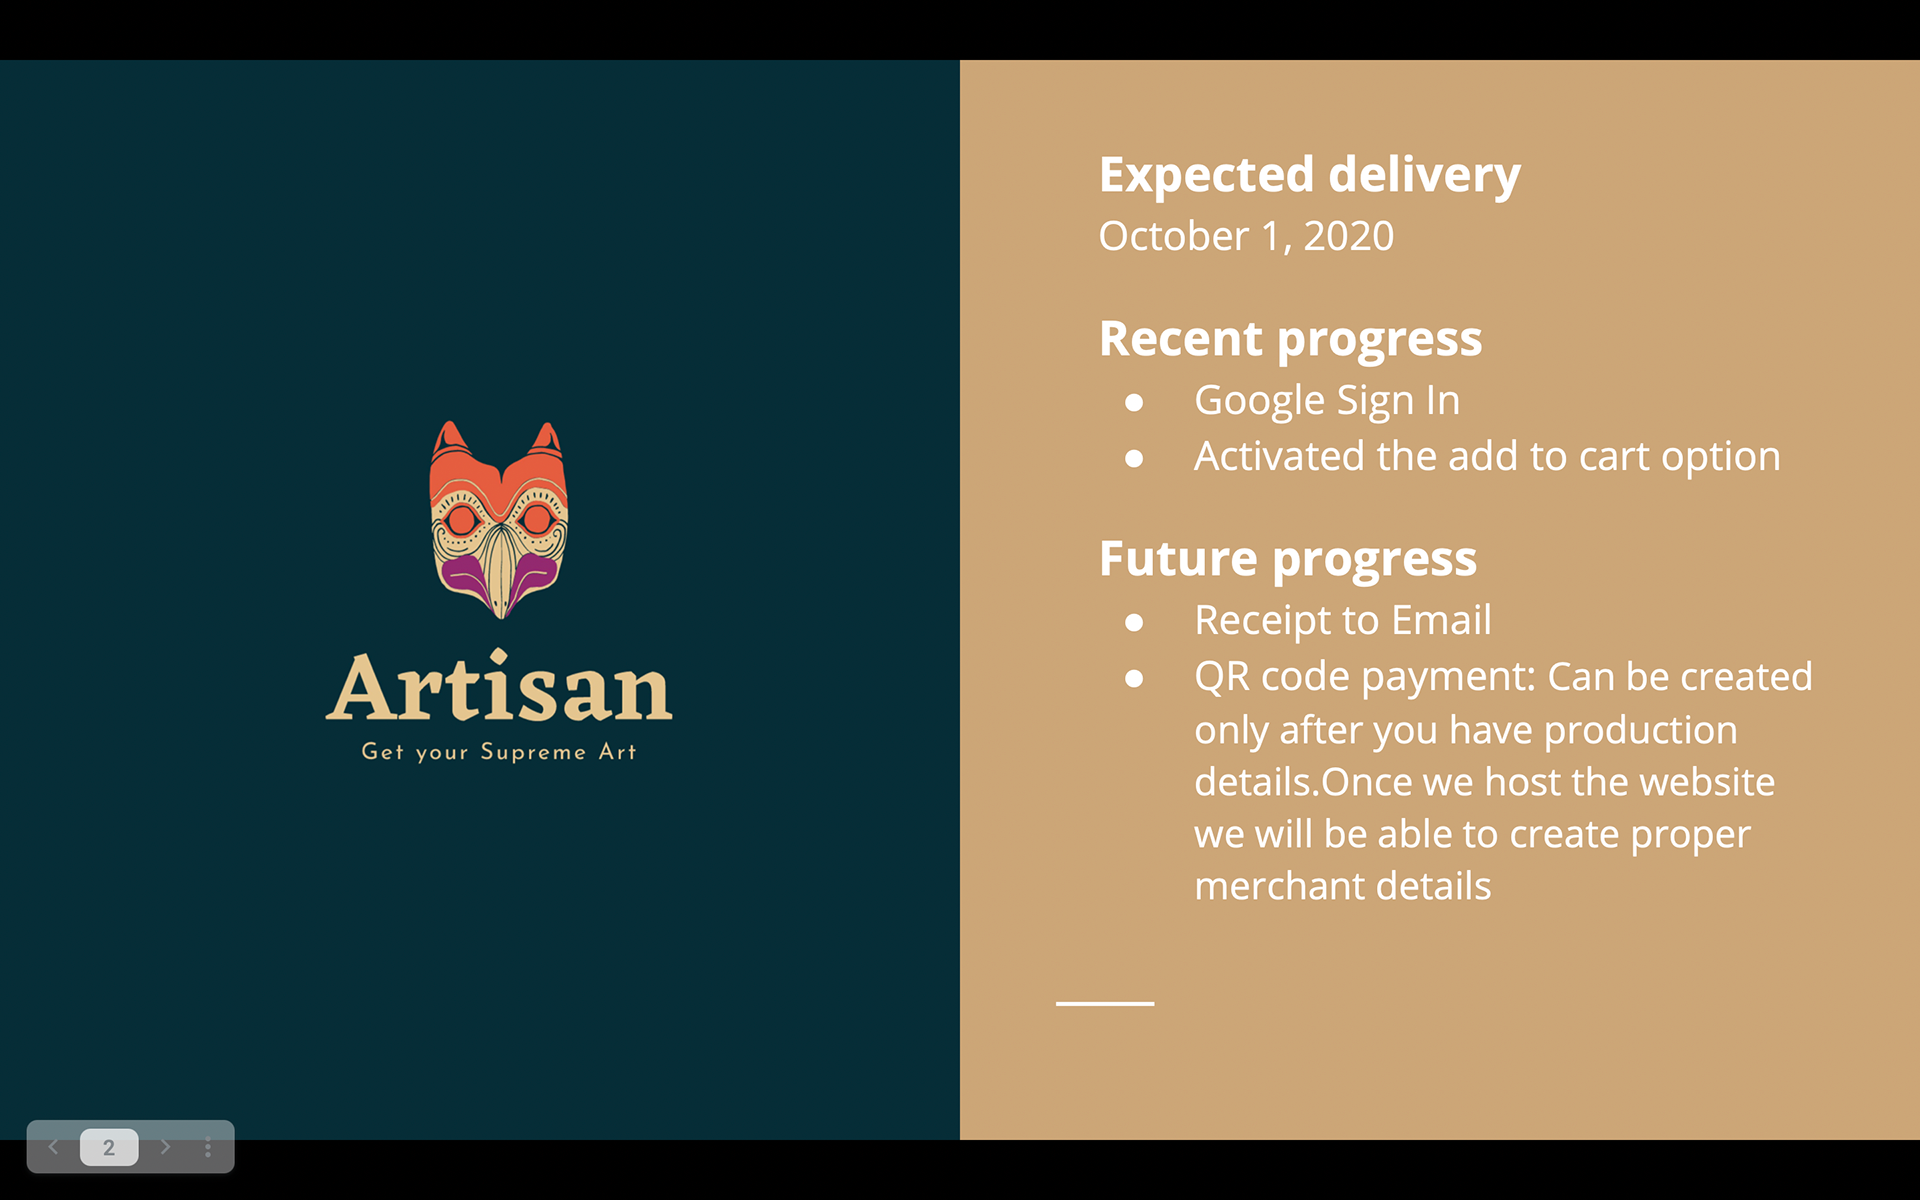 Artisan
Get your Supreme Art
Expected delivery
October 1, 2020
Recent progress
● Google Sign In
● Activated the add to cart option
Future progress
● Receipt to Email
● QR code payment: Can be created
only after you have production
details.Once we host the website
we will be able to create proper
merchant details
2